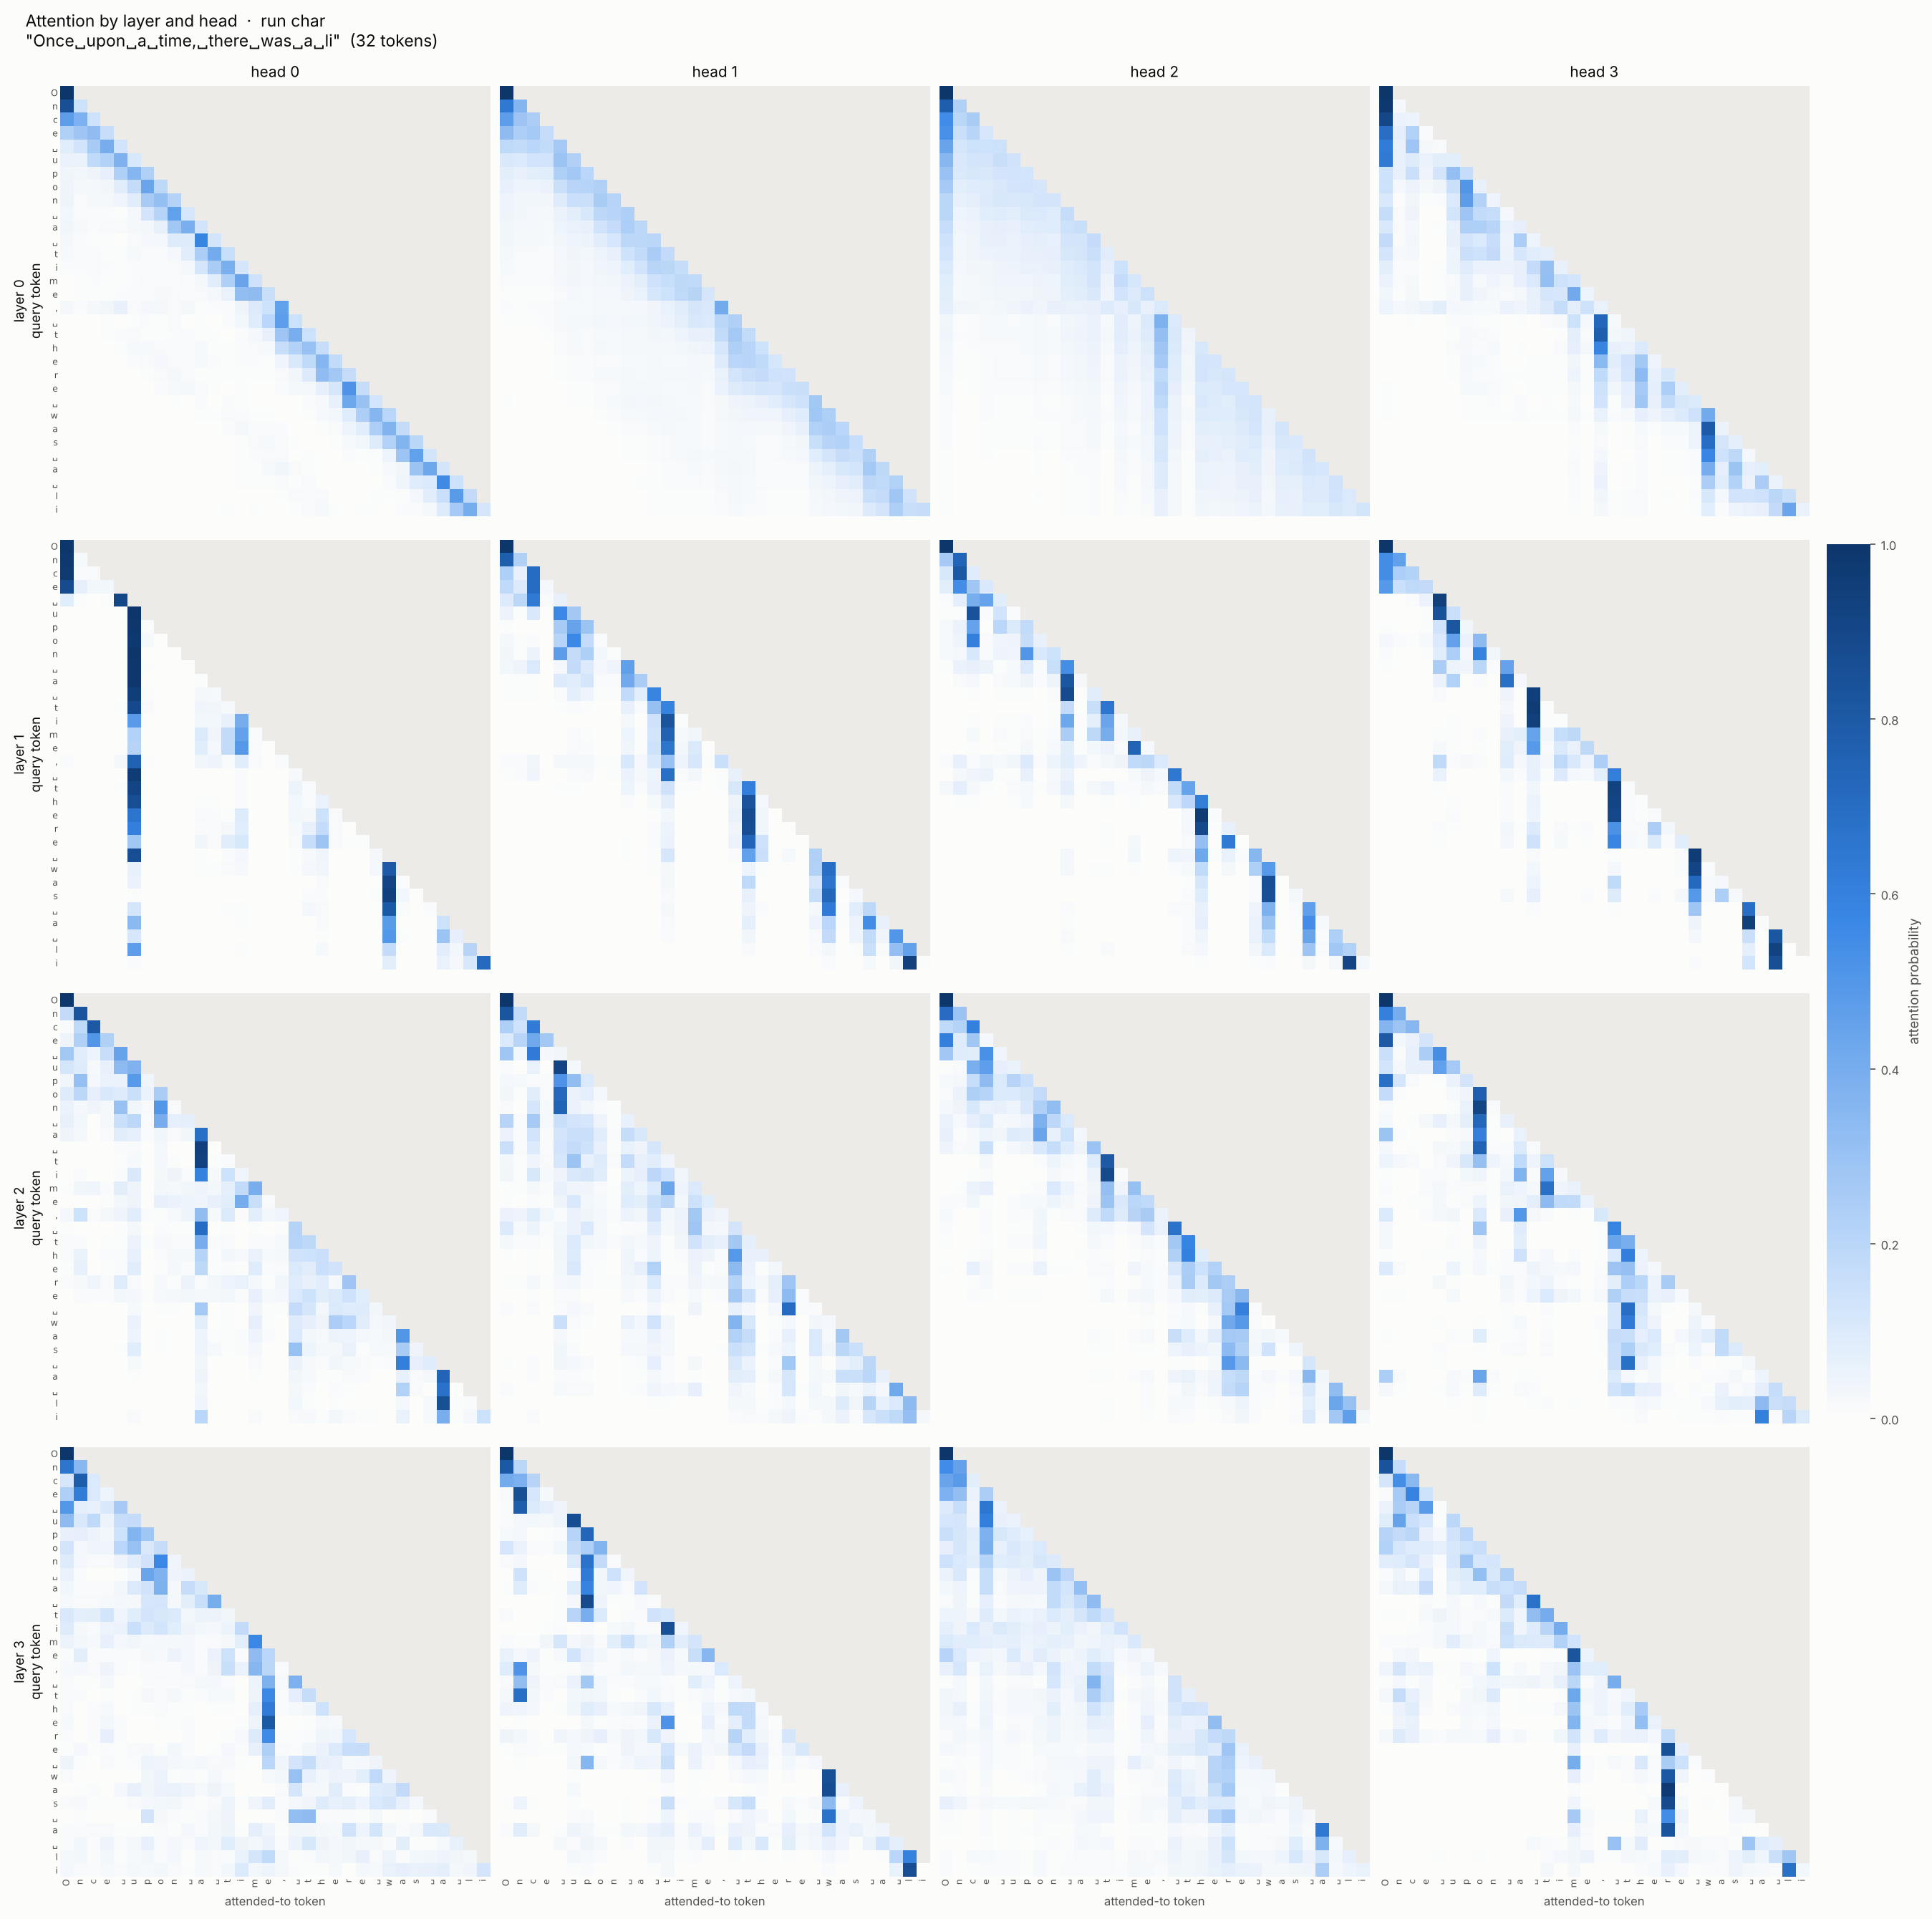 Attention by layer and head · run char
"Once␣upon␣a␣time,␣there␣was␣a␣li" (32 tokens)
head 0
head 1
head 2
head 3
layer 0
query token
O n c e ␣ u p o n ␣ a ␣ t i m e , ␣ t h e r e ␣ w a s ␣ a ␣ l i
layer 1
query token
O n c e ␣ u p o n ␣ a ␣ t i m e , ␣ t h e r e ␣ w a s ␣ a ␣ l i
1.0
0.8
0.6
0.4
0.2
0.0
attention probability
layer 2
query token
O n c e ␣ u p o n ␣ a ␣ t i m e , ␣ t h e r e ␣ w a s ␣ a ␣ l i
layer 3
query token
O n c e ␣ u p o n ␣ a ␣ t i m e , ␣ t h e r e ␣ w a s ␣ a ␣ l i
O n c e ␣ u p o n ␣ a ␣ t i m e , ␣ t h e r e ␣ w a s ␣ a ␣ l i
O n c e ␣ u p o n ␣ a ␣ t i m e , ␣ t h e r e ␣ w a s ␣ a ␣ l i
O n c e ␣ u p o n ␣ a ␣ t i m e , ␣ t h e r e ␣ w a s ␣ a ␣ l i
O n c e ␣ u p o n ␣ a ␣ t i m e , ␣ t h e r e ␣ w a s ␣ a ␣ l i
attended-to token
attended-to token
attended-to token
attended-to token